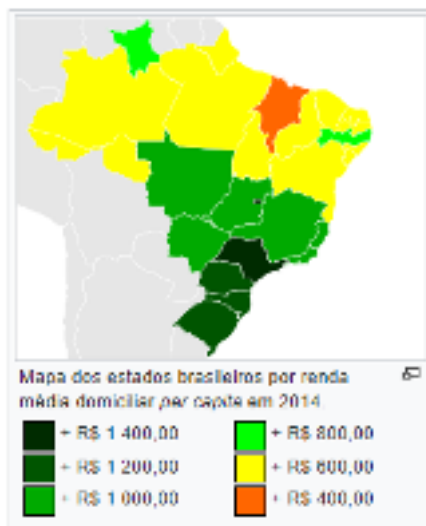 Mapa dos estados brasileiros por renda
média domiciliar per capita em 2014.
+ R$ 1 400,00
+ R$ 1 200,00
+ R$ 1 000,00
+ R$ 800,00
+ R$ 600,00
+ R$ 400,00